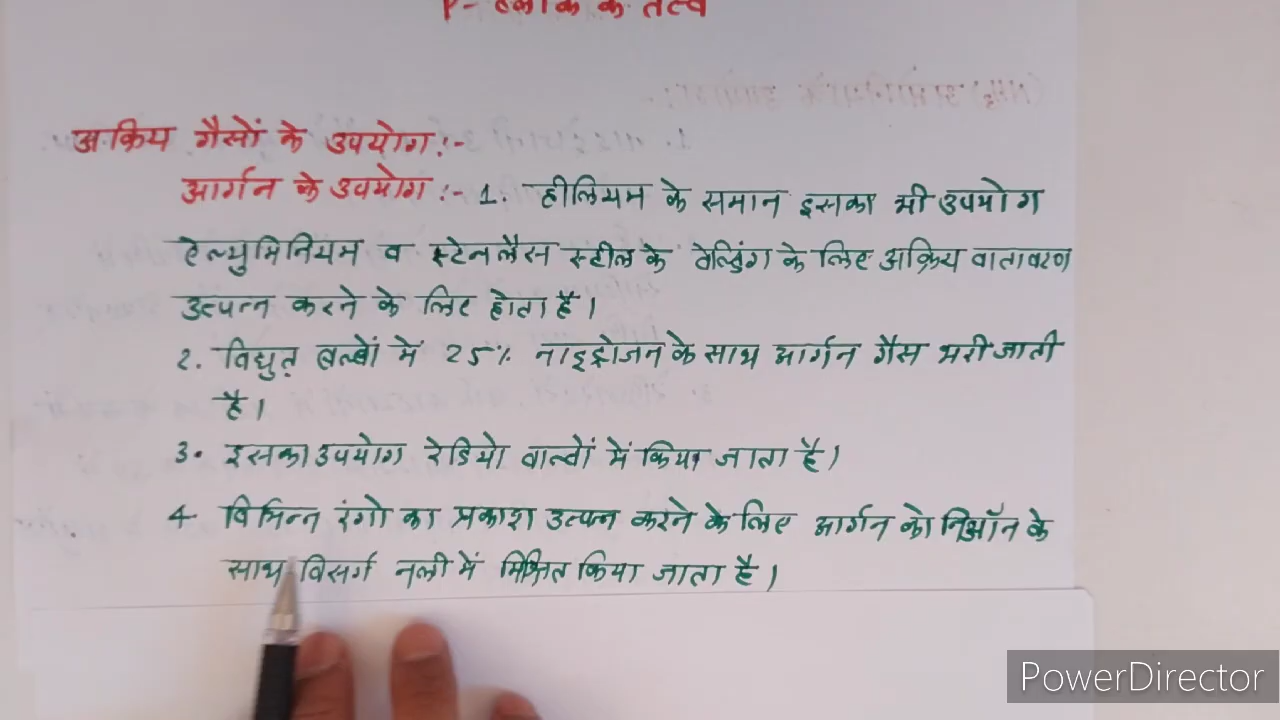 P- ब्लॉक के तत्व
अक्रिय गैसों के उपयोग :-
आर्गन के उपयोग :- 1. हीलियम के समान इसका भी उपयोग
ऐल्युमिनियम व स्टेनलैस स्टील के वेल्डिंग के लिए अक्रिय वातावरण
उत्पन्न करने के लिए होता है।
2. विद्युत् बल्बों में 25% नाइट्रोजन के साथ आर्गन गैस भरी जाती
है।
3. इसका उपयोग रेडियो वाल्वों में किया जाता है।
4. विभिन्न रंगो का प्रकाश उत्पन्न करने के लिए आर्गन को निऑन के
साथ विसर्ग नली में मिश्रित किया जाता है।
PowerDirector